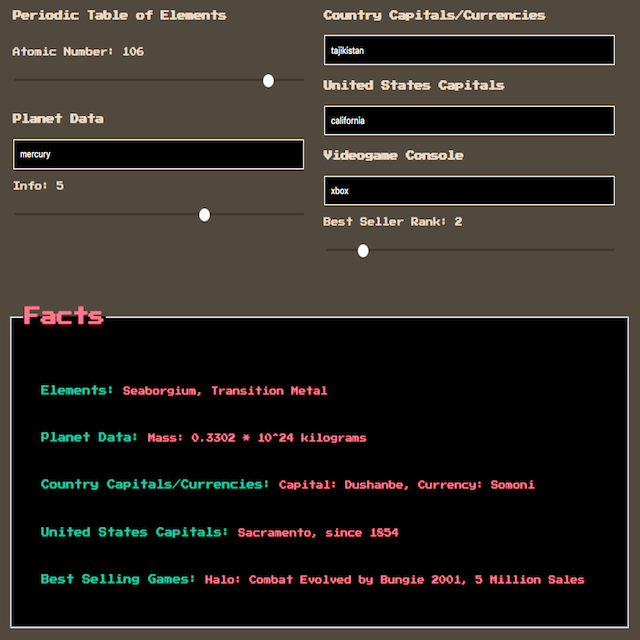 Periodic Table of Elements
Atomic Number: 106
Planet Data
mercury
Info: 5
Country Capitals/Currencies
tajikistan
United States Capitals
california
Videogame Console
xbox
Best Seller Rank: 2
Facts
Elements: Seaborgium, Transition Metal
Planet Data: Mass: 0.3302 * 10^24 kilograms
Country Capitals/Currencies: Capital: Dushanbe, Currency: Somoni
United States Capitals: Sacramento, since 1854
Best Selling Games: Halo: Combat Evolved by Bungie 2001, 5 Million Sales